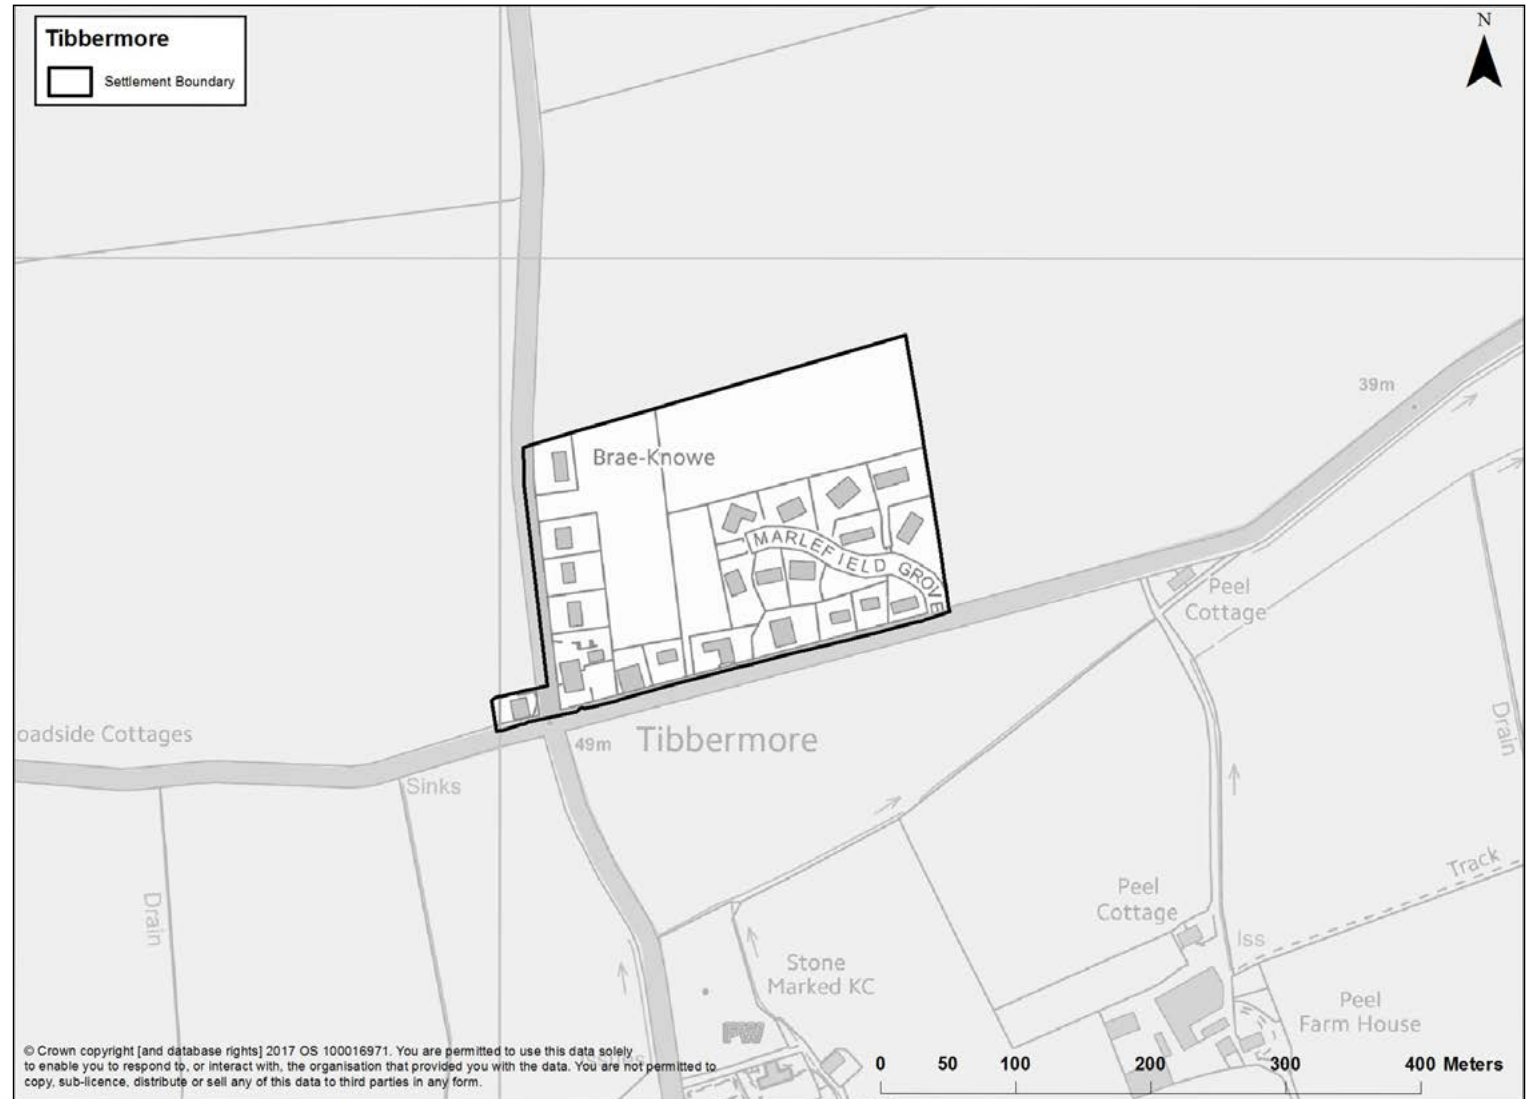 Tibbermore
Settlement Boundary
N
39m
Brae-Knowe
MARLEFIELD GROVE
Peel
Cottage
oadside Cottages
49m
Tibbermore
Sinks
Drain
Drain
Track
Peel
Cottage
Iss
Stone
Marked KC
Peel
Farm House
PW
Issues
© Crown copyright [and database rights] 2017 OS 100016971. You are permitted to use this data solely
to enable you to respond to, or interact with, the organisation that provided you with the data. You are not permitted to
copy, sub-licence, distribute or sell any of this data to third parties in any form.
0 50 100 200 300 400 Meters